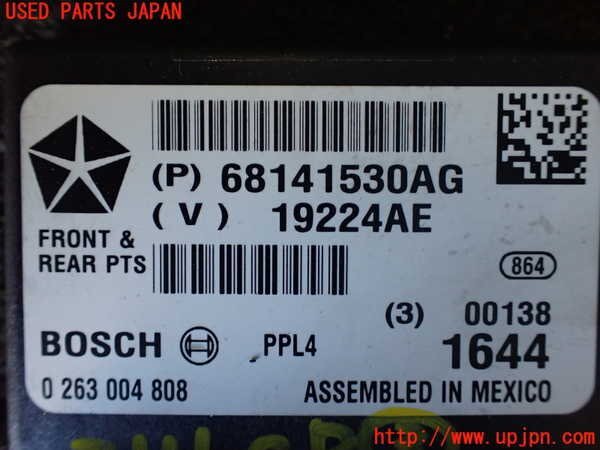 USED PARTS JAPAN
(P) 68141530AG
(V) 19224AE
FRONT &
REAR PTS
864
(3) 00138
BOSCH PPL4 1644
0 263 004 808 ASSEMBLED IN MEXICO
http://www.upjpn.com/